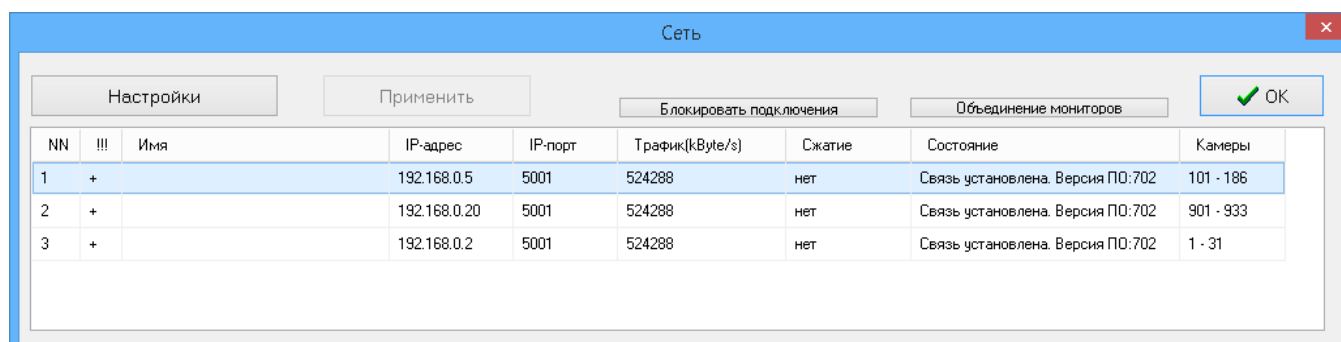 Сеть
Настройки Применить Блокировать подключения Объединение мониторов OK
NN !!! Имя IP-адрес IP-порт Трафик(kByte/s) Сжатие Состояние Камеры
1 + 192.168.0.5 5001 524288 нет Связь установлена. Версия ПО:702 101 - 186
2 + 192.168.0.20 5001 524288 нет Связь установлена. Версия ПО:702 901 - 933
3 + 192.168.0.2 5001 524288 нет Связь установлена. Версия ПО:702 1 - 31